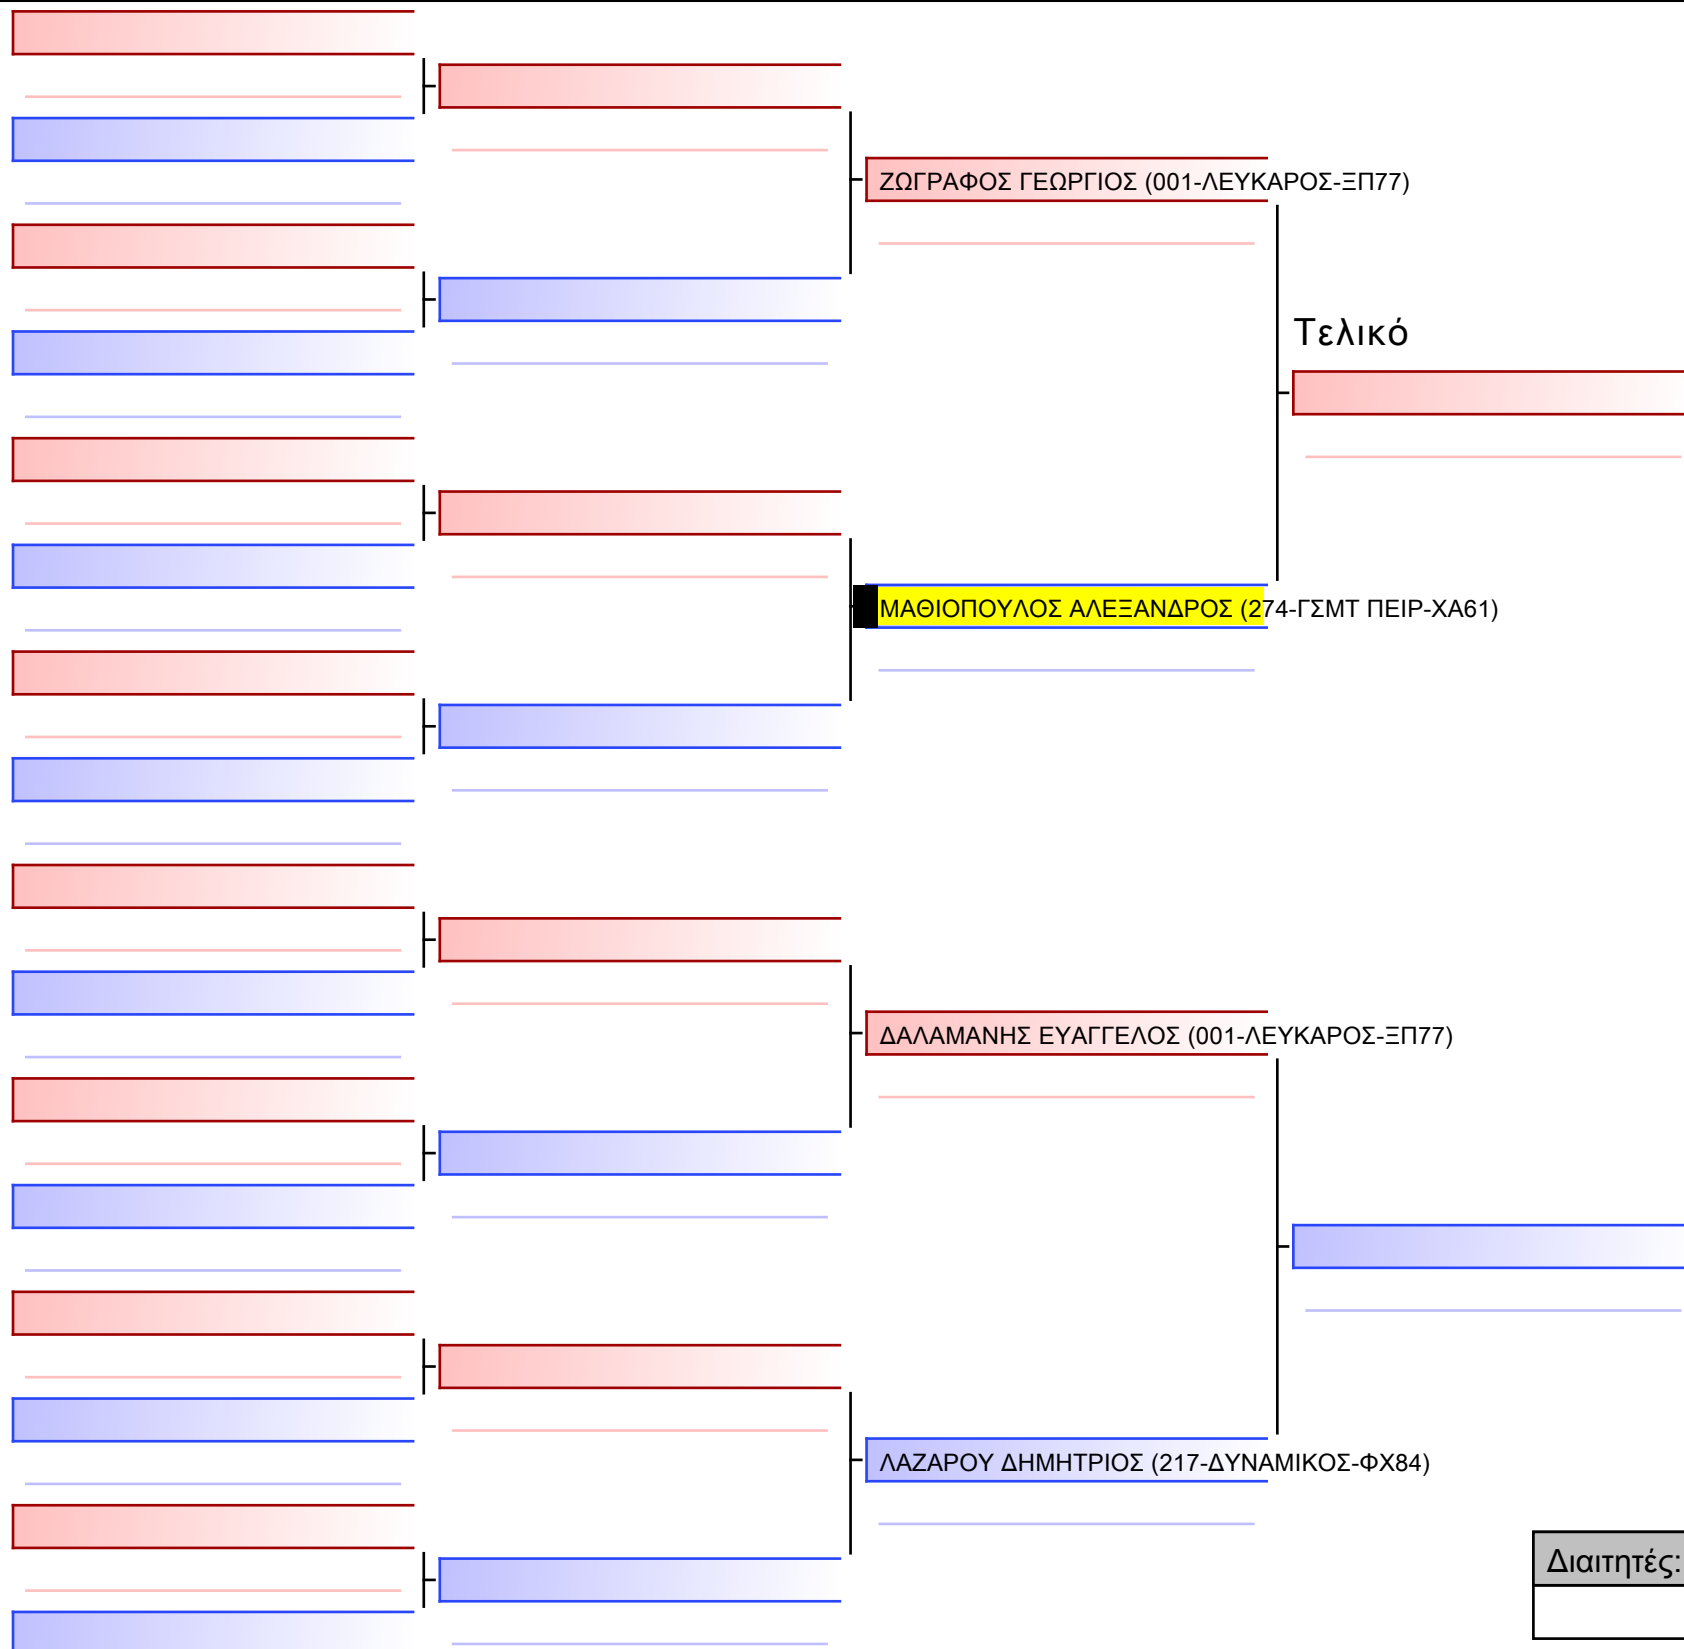 ΖΩΓΡΑΦΟΣ ΓΕΩΡΓΙΟΣ (001-ΛΕΥΚΑΡΟΣ-ΞΠ77)
Τελικό
ΜΑΘΙΟΠΟΥΛΟΣ ΑΛΕΞΑΝΔΡΟΣ (274-ΓΣΜΤ ΠΕΙΡ-ΧΑ61)
ΔΑΛΑΜΑΝΗΣ ΕΥΑΓΓΕΛΟΣ (001-ΛΕΥΚΑΡΟΣ-ΞΠ77)
ΛΑΖΑΡΟΥ ΔΗΜΗΤΡΙΟΣ (217-ΔΥΝΑΜΙΚΟΣ-ΦΧ84)
Διαιτητές: